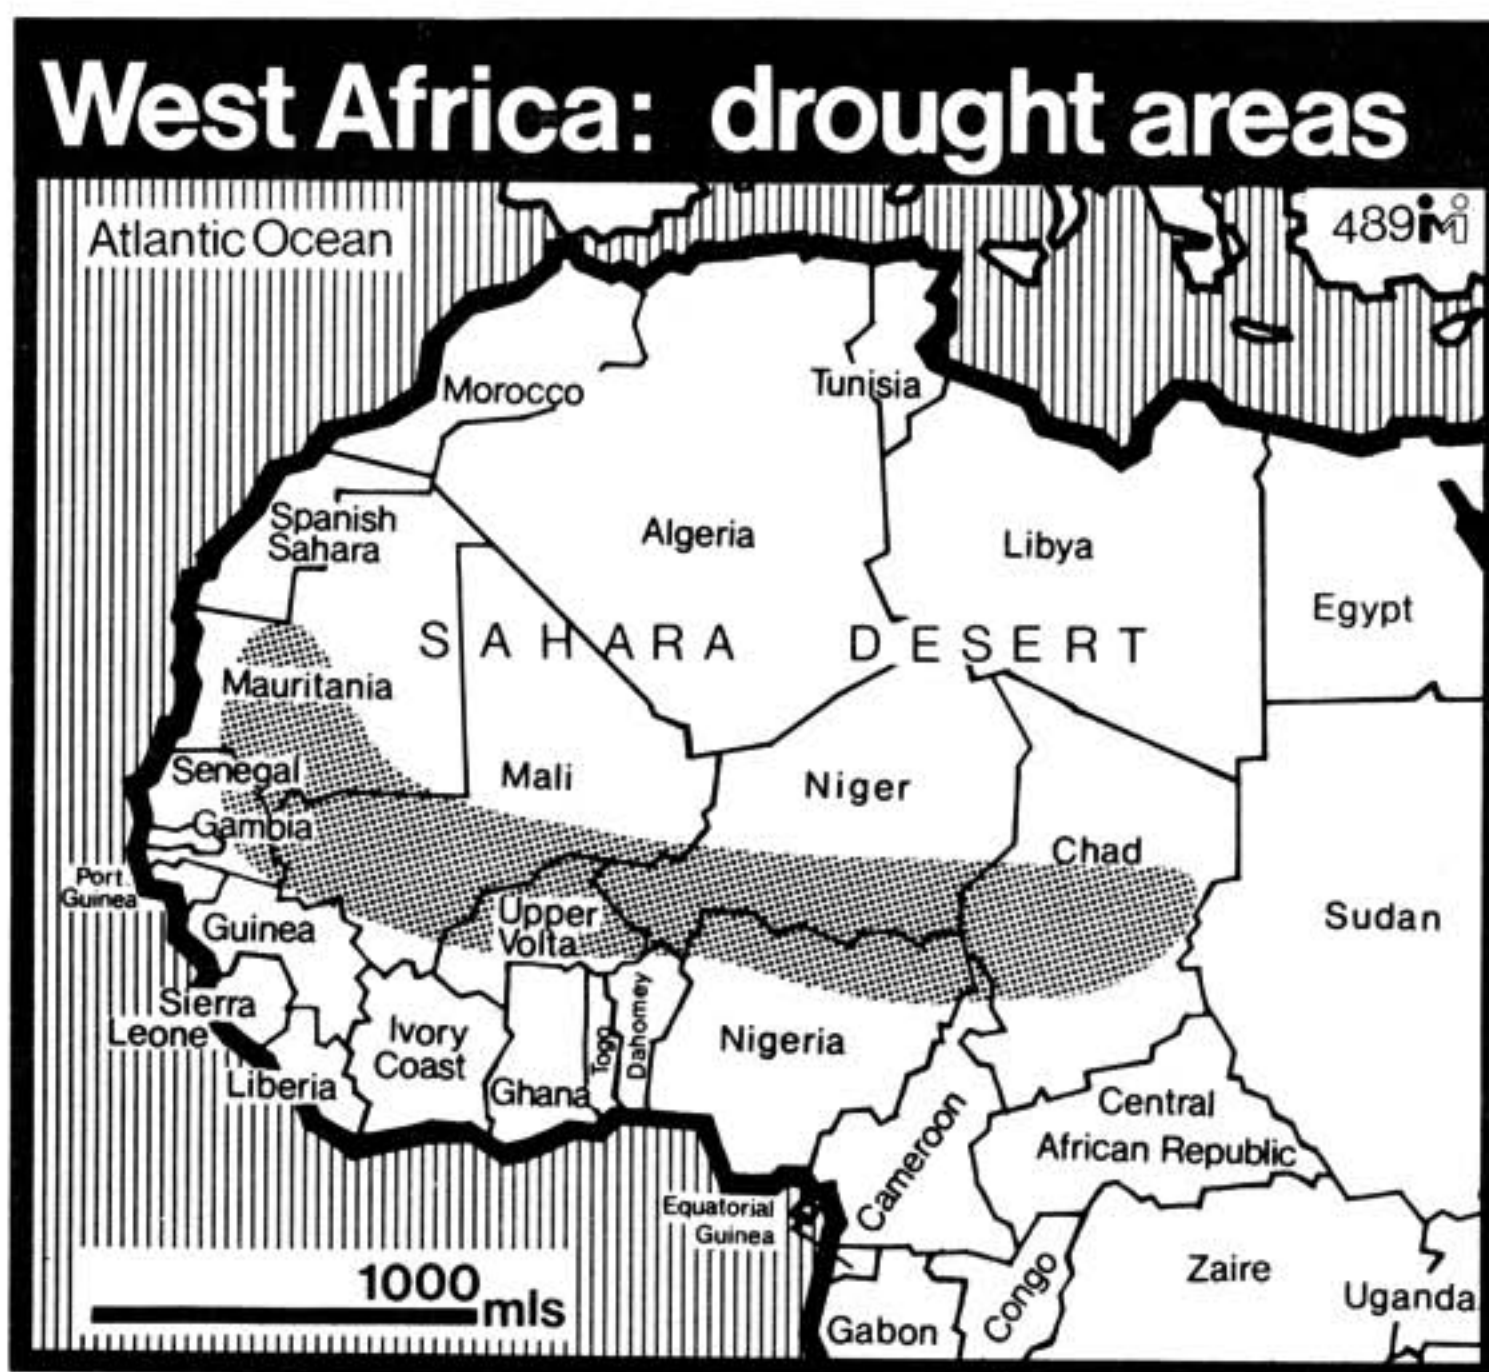 West Africa: drought areas
Atlantic Ocean
489
Morocco
Tunisia
Spanish
Sahara
Algeria
Libya
Egypt
SAHARA DESERT
Mauritania
Senegal
Mali
Niger
Gambia
Chad
Port.
Guinea
Guinea
Upper
Volta
Sudan
Sierra
Leone
Ivory
Coast
Liberia
Ghana
Togo
Dahomey
Nigeria
Cameroon
Central
African Republic
Equatorial
Guinea
1000
mls
Gabon
Congo
Zaire
Uganda